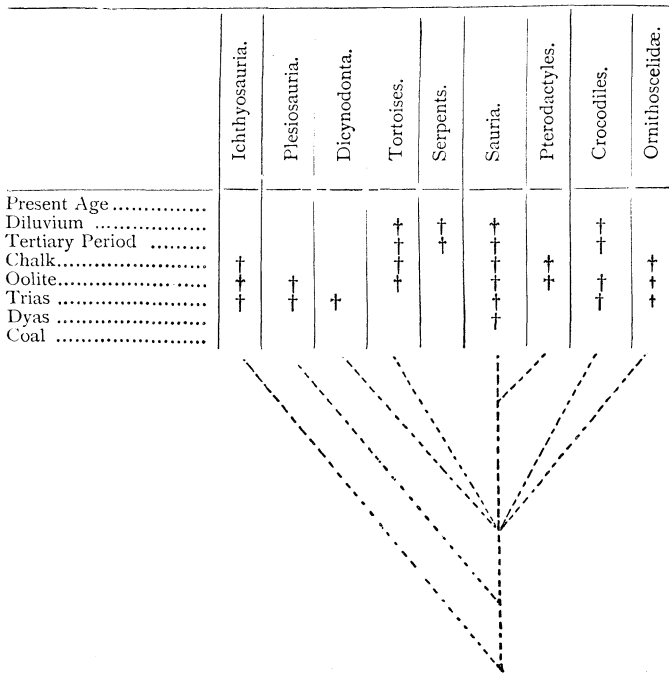 Ichthyosauria.
Plesiosauria.
Dicynodonta.
Tortoises.
Serpents.
Sauria.
Pterodactyles.
Crocodiles.
Ornithoscelidæ.
Present Age ...............
Diluvium ...............
† † † †
Tertiary Period .........
† † † †
Chalk........................
† † † † †
Oolite........................
† † † † † † †
Trias ........................
† † † † † †
Dyas ........................
†
Coal ........................